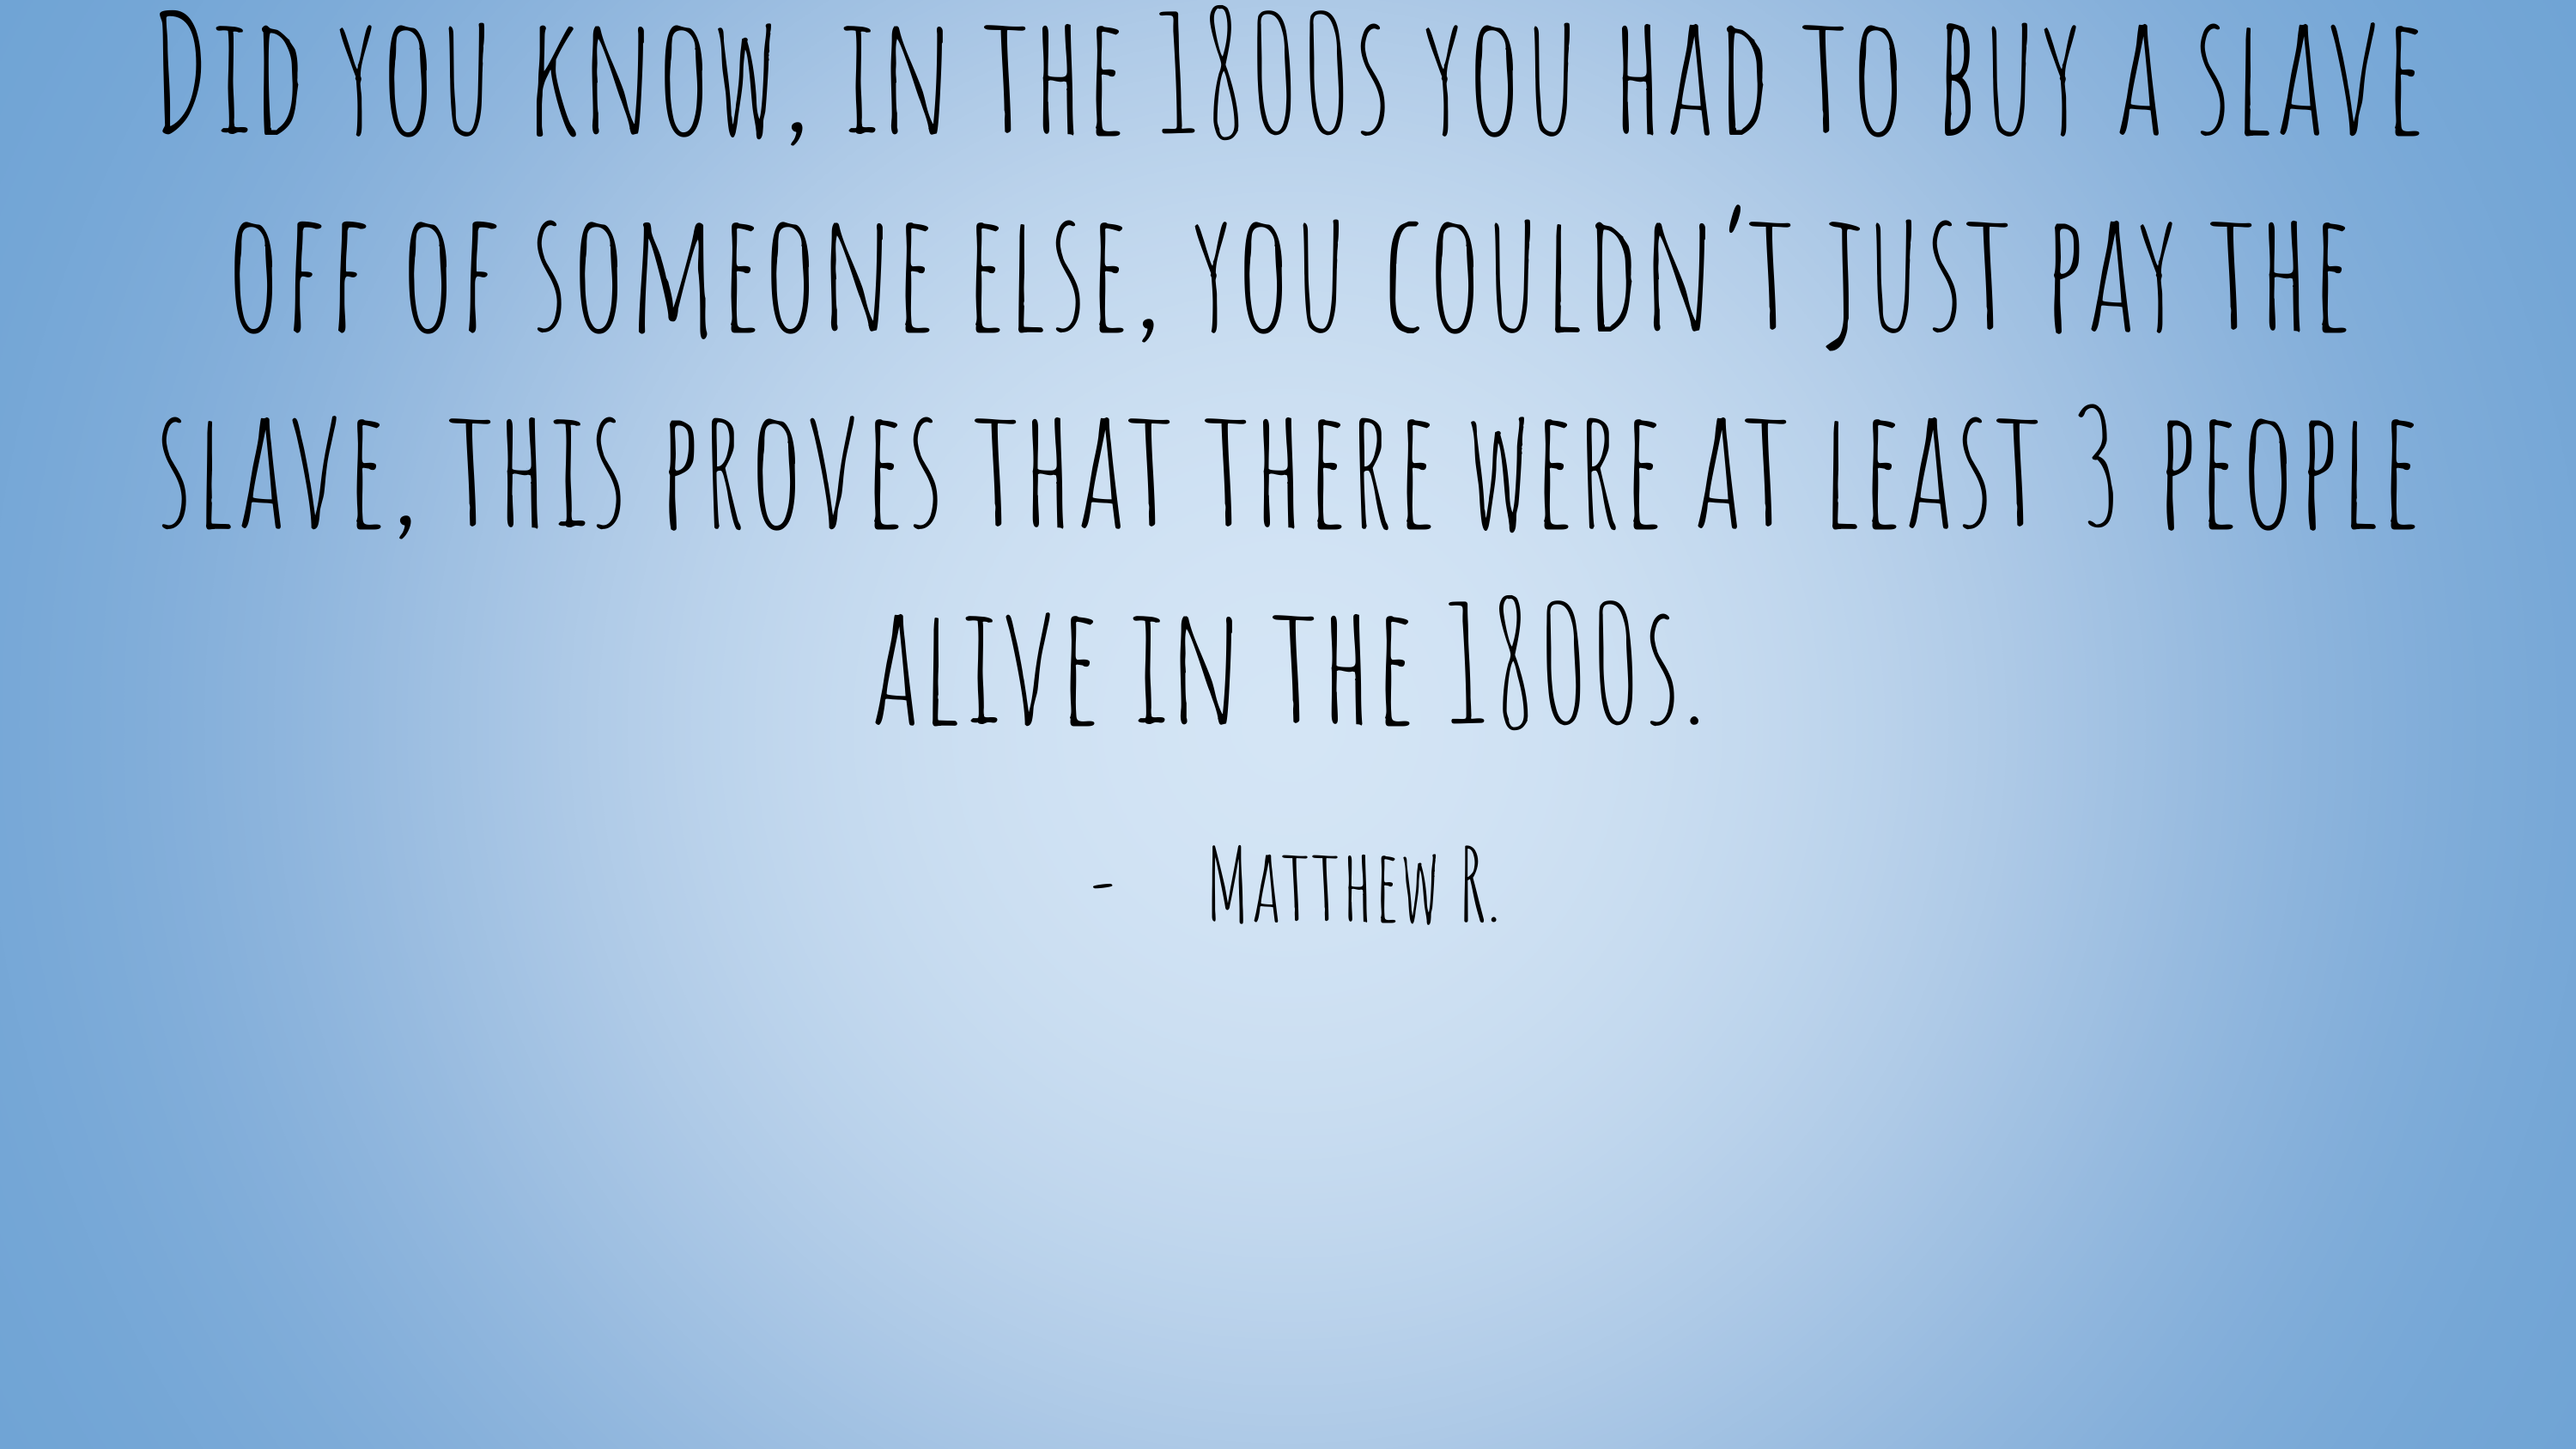 Did you know, in the 1800s you had to buy a slave
off of someone else, you couldn't just pay the
slave, this proves that there were at least 3 people
alive in the 1800s.
- Matthew R.